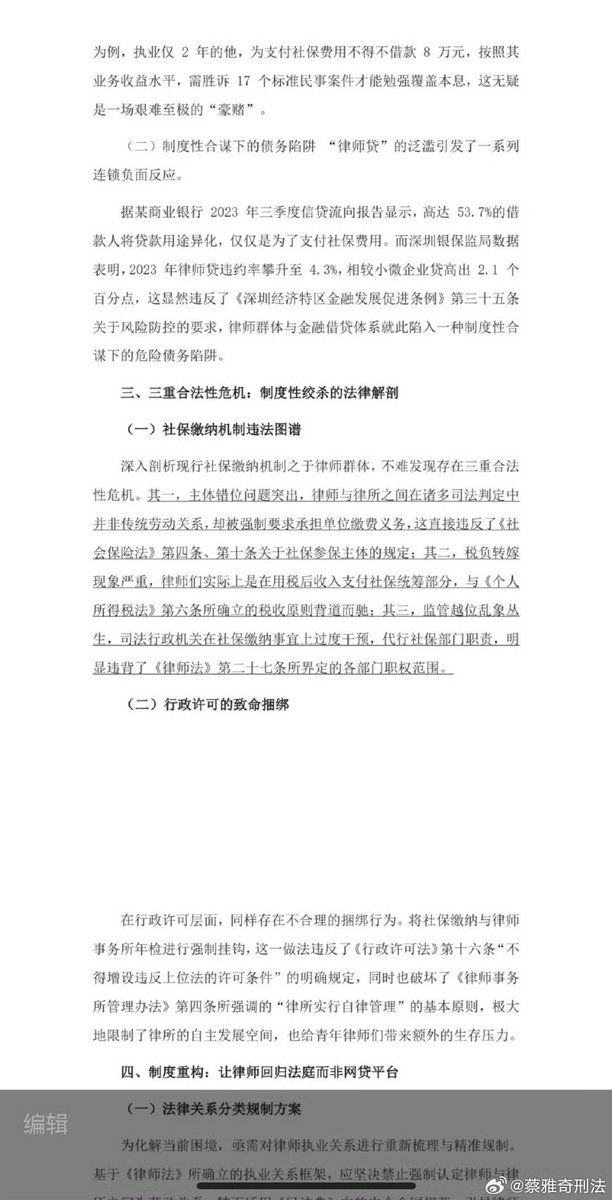 为例，执业仅 2 年的他，为支付社保费用不得不借款 8 万元，按照其
业务收益水平，需胜诉 17 个标准民事案件才能勉强覆盖本息，这无疑
是一场艰难至极的“豪赌”。
（二）制度性合谋下的债务陷阱 “律师贷”的泛滥引发了一系列
连锁负面反应。
据某商业银行 2023 年三季度信贷流向报告显示，高达 53.7%的借
款人将贷款用途异化，仅仅是为了支付社保费用。而深圳银保监局数据
表明，2023 年律师贷违约率攀升至 4.3%，相较小微企业贷高出 2.1 个
百分点，这显然违反了《深圳经济特区金融发展促进条例》第三十五条
关于风险防控的要求，律师群体与金融借贷体系就此陷入一种制度性合
谋下的危险债务陷阱。
三、三重合法性危机：制度性绞杀的法律解剖
（一）社保缴纳机制违法图谱
深入剖析现行社保缴纳机制之于律师群体，不难发现存在三重合法
性危机。其一，主体错位问题突出，律师与律所之间在诸多司法判定中
并非传统劳动关系，却被强制要求承担单位缴费义务，这直接违反了《社
会保险法》第四条、第十条关于社保参保主体的规定；其二，税负转嫁
现象严重，律师们实际上是在用税后收入支付社保统筹部分，与《个人
所得税法》第六条所确立的税收原则背道而驰；其三，监管越位乱象丛
生，司法行政机关在社保缴纳事宜上过度干预，代行社保部门职责，明
显违背了《律师法》第二十七条所界定的各部门职权范围。
（二）行政许可的致命捆绑
在行政许可层面，同样存在不合理的捆绑行为。将社保缴纳与律师
事务所年检进行强制挂钩，这一做法违反了《行政许可法》第十六条“不
得增设违反上位法的许可条件”的明确规定，同时也破坏了《律师事务
所管理办法》第四条所强调的“律所实行自律管理”的基本原则，极大
地限制了律所的自主发展空间，也给青年律师们带来额外的生存压力。
四、制度重构：让律师回归法庭而非网贷平台
（一）法律关系分类规制方案
编辑
为化解当前困境，亟需对律师执业关系进行重新梳理与精准规制。
基于《律师法》所确立的执业关系框架，应坚决禁止强制认定律师与律
@蔡雅奇刑法